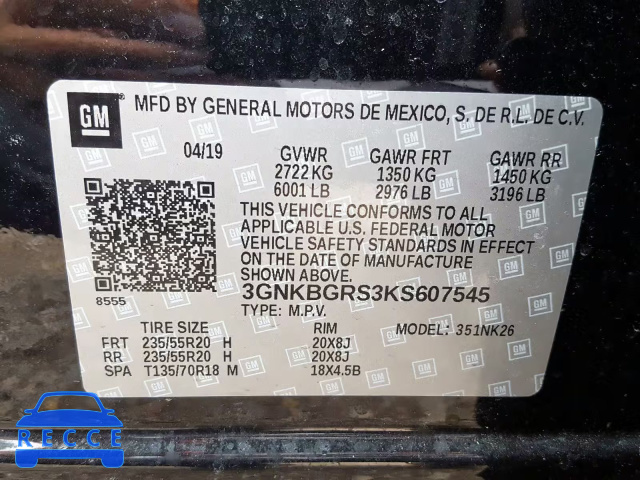 GM
MFD BY GENERAL MOTORS DE MEXICO, S. DE R.L. DE C.V.
04/19 GVWR GAWR FRT GAWR RR
2722 KG 1350 KG 1450 KG
6001 LB 2976 LB 3196 LB
THIS VEHICLE CONFORMS TO ALL
APPLICABLE U.S. FEDERAL MOTOR
VEHICLE SAFETY STANDARDS IN EFFECT
ON THE DATE OF MANUFACTURE
SHOWN ABOVE.
8555 3GNKBGRS3KS607545
TYPE: M.P.V. MODEL: 351NK26
TIRE SIZE RIM
FRT 235/55R20 H 20X8J
RR 235/55R20 H 20X8J
SPA T135/70R18 M 18X4.5B
FREECCE